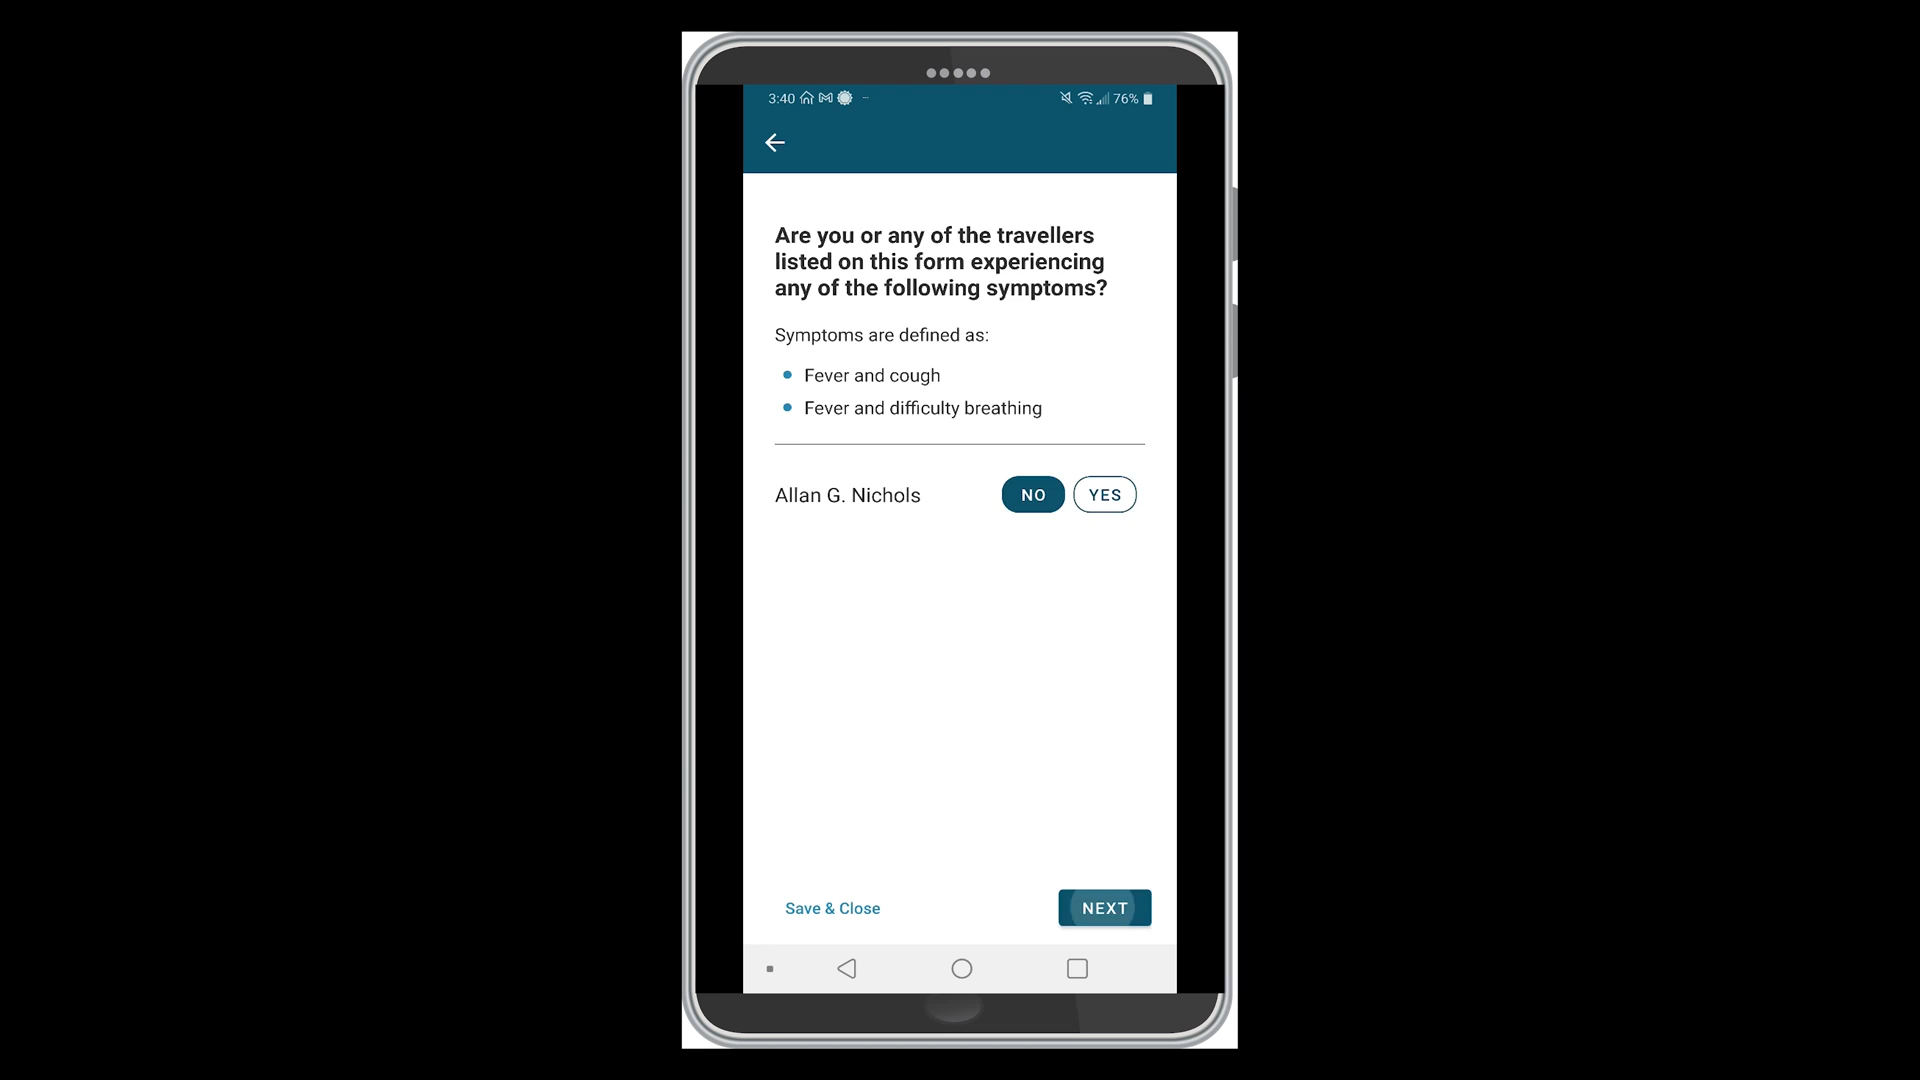 3:40 76%
Are you or any of the travellers
listed on this form experiencing
any of the following symptoms?
Symptoms are defined as:
Fever and cough
Fever and difficulty breathing
Allan G. Nichols NO YES
Save & Close NEXT